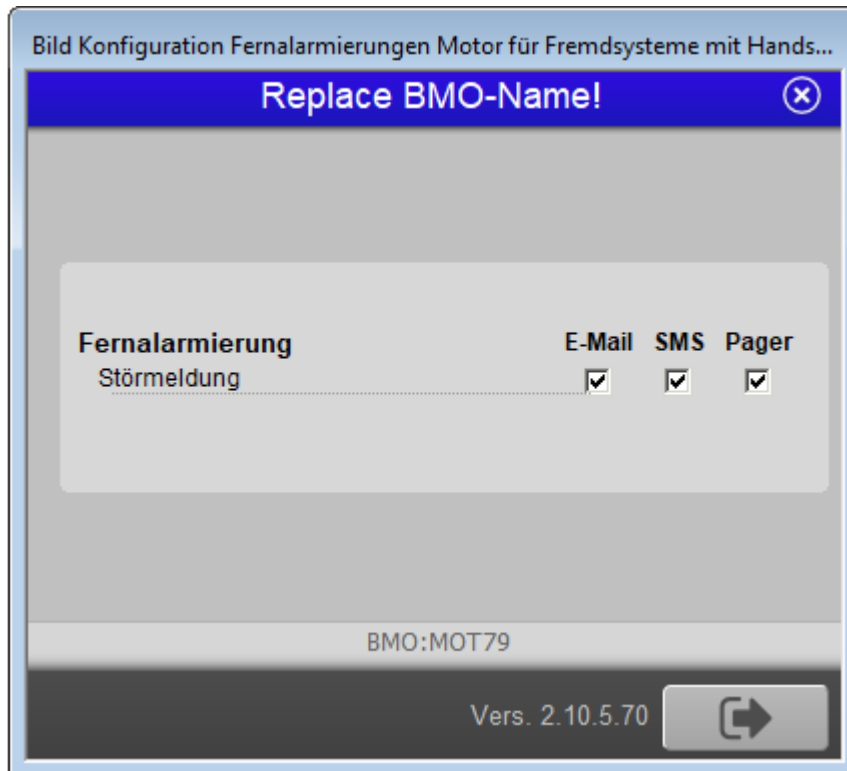 Bild Konfiguration Fernalarmierungen Motor für Fremdsysteme mit Hands...
Replace BMO-Name!
Fernalarmierung E-Mail SMS Pager
Störmeldung
BMO:MOT79
Vers. 2.10.5.70